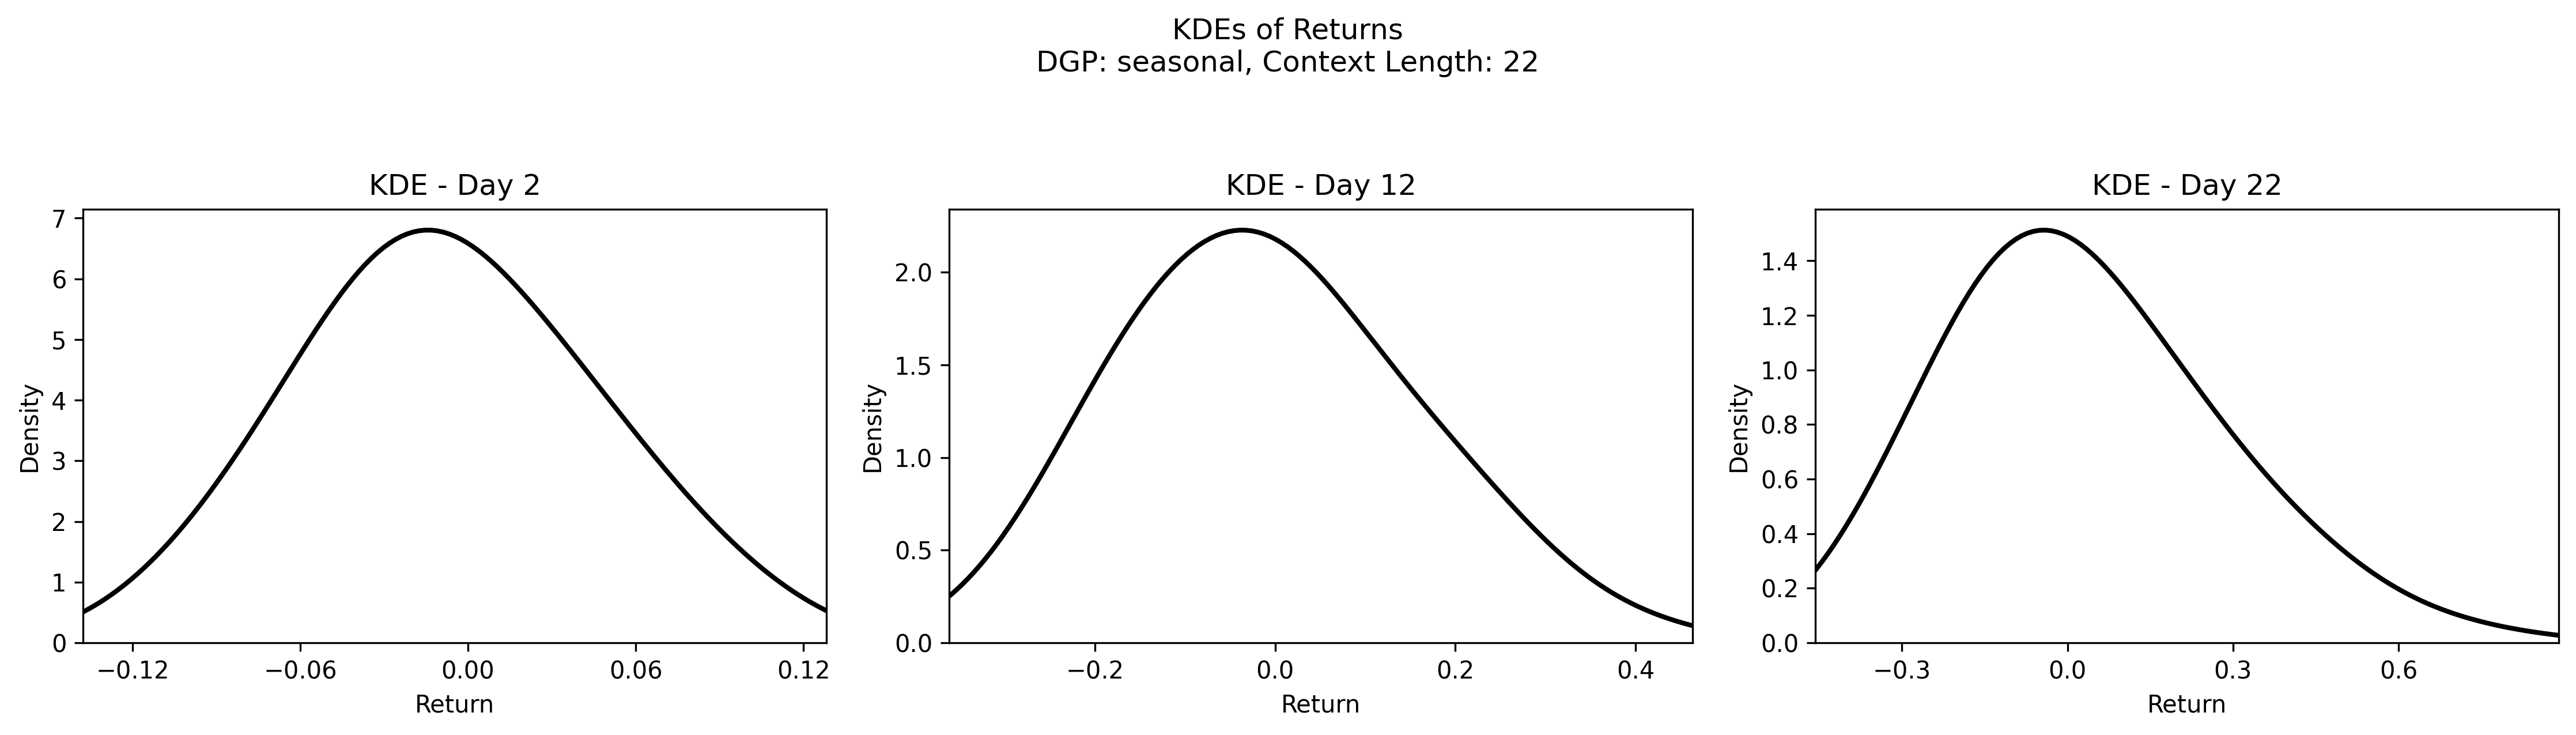 KDEs of Returns
DGP: seasonal, Context Length: 22
KDE - Day 2
7
6
5
4
3
2
1
0
Density
−0.12 −0.06 0.00 0.06 0.12
Return
KDE - Day 12
2.0
1.5
1.0
0.5
0.0
Density
−0.2 0.0 0.2 0.4
Return
KDE - Day 22
1.4
1.2
1.0
0.8
0.6
0.4
0.2
0.0
Density
−0.3 0.0 0.3 0.6
Return